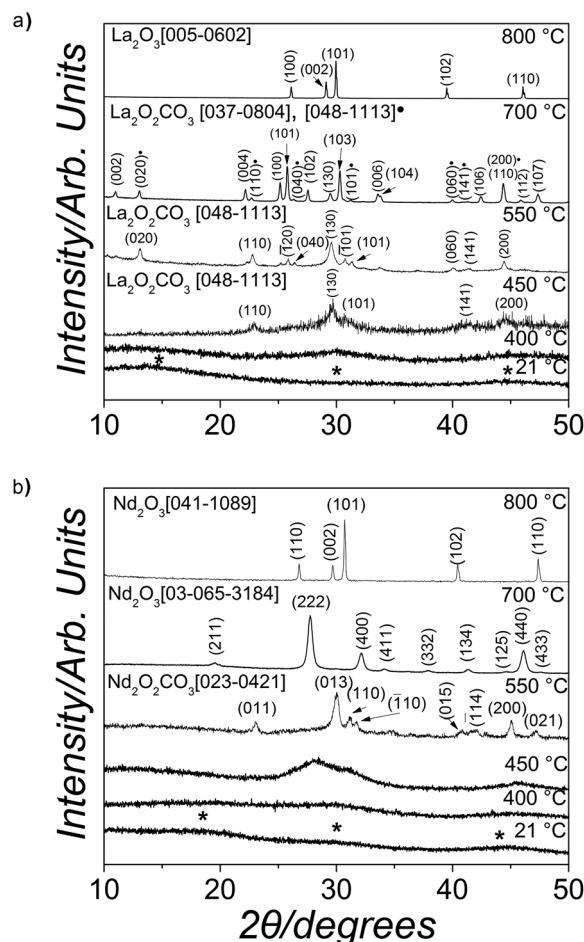 a)
Intensity/Arb. Units
La₂O₃[005-0602]
800 °C
(100)
(002)
(101)
(102)
(110)
La₂O₂CO₃ [037-0804], [048-1113]•
700 °C
(002)
(020)•
(004)
(110)•
(100)
(101)
(040)•
(102)
(130)
(103)
(101)•
(006)
(104)
(060)•
(141)•
(106)
(200)•
(110)
(112)
(107)
La₂O₂CO₃ [048-1113]
550 °C
(020)
(110)
(1̅20)
(040)
(130)
(1̅01)
(101)
(060)
(141)
(200)
La₂O₂CO₃ [048-1113]
450 °C
(110)
(130)
(101)
(141)
(200)
400 °C
* * *
21 °C
10 20 30 40 50
b)
Intensity/Arb. Units
Nd₂O₃[041-1089]
800 °C
(110)
(002)
(101)
(102)
(110)
Nd₂O₃[03-065-3184]
700 °C
(211)
(222)
(400)
(411)
(332)
(134)
(125)
(440)
(433)
Nd₂O₂CO₃[023-0421]
550 °C
(011)
(013)
(110)
(1̅10)
(015)
(1̅14)
(200)
(021)
450 °C
400 °C
* * *
21 °C
10 20 30 40 50
2θ/degrees